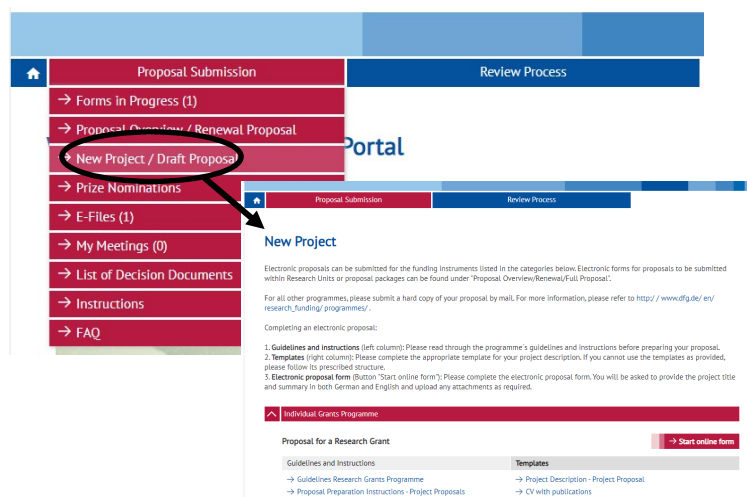 Proposal Submission
Review Process
→ Forms in Progress (1)
→ Proposal Overview / Renewal Proposal
Portal
→ New Project / Draft Proposal
→ Prize Nominations
→ E-Files (1)
→ My Meetings (0)
→ List of Decision Documents
→ Instructions
→ FAQ
Proposal Submission
Review Process
New Project
Electronic proposals can be submitted for the funding instruments listed in the categories below. Electronic forms for proposals to be submitted
within Research Units or proposal packages can be found under "Proposal Overview/Renewal/Full Proposal".
For all other programmes, please submit a hard copy of your proposal by mail. For more information, please refer to http:/ / www.dfg.de/ en/
research_funding/ programmes/ .
Completing an electronic proposal:
1. Guidelines and instructions (left column): Please read through the programme`s guidelines and instructions before preparing your proposal.
2. Templates (right column): Please complete the appropriate template for your project description. If you cannot use the templates as provided,
please follow its prescribed structure.
3. Electronic proposal form (Button "Start online form"): Please complete the electronic proposal form. You will be asked to provide the project title
and summary in both German and English and upload any attachments as required.
Individual Grants Programme
Proposal for a Research Grant
→ Start online form
Guidelines and Instructions
Templates
→ Guidelines Research Grants Programme
→ Project Description - Project Proposal
→ Proposal Preparation Instructions - Project Proposals
→ CV with publications